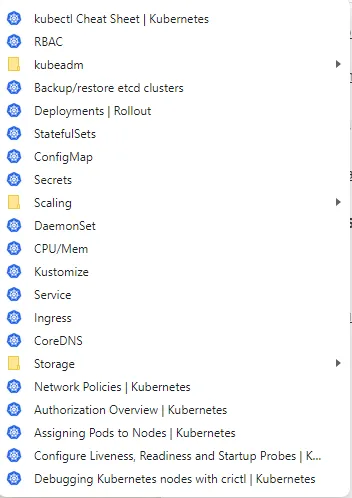 kubectl Cheat Sheet | Kubernetes
RBAC
kubeadm
Backup/restore etcd clusters
Deployments | Rollout
StatefulSets
ConfigMap
Secrets
Scaling
DaemonSet
CPU/Mem
Kustomize
Service
Ingress
CoreDNS
Storage
Network Policies | Kubernetes
Authorization Overview | Kubernetes
Assigning Pods to Nodes | Kubernetes
Configure Liveness, Readiness and Startup Probes | K...
Debugging Kubernetes nodes with crictl | Kubernetes